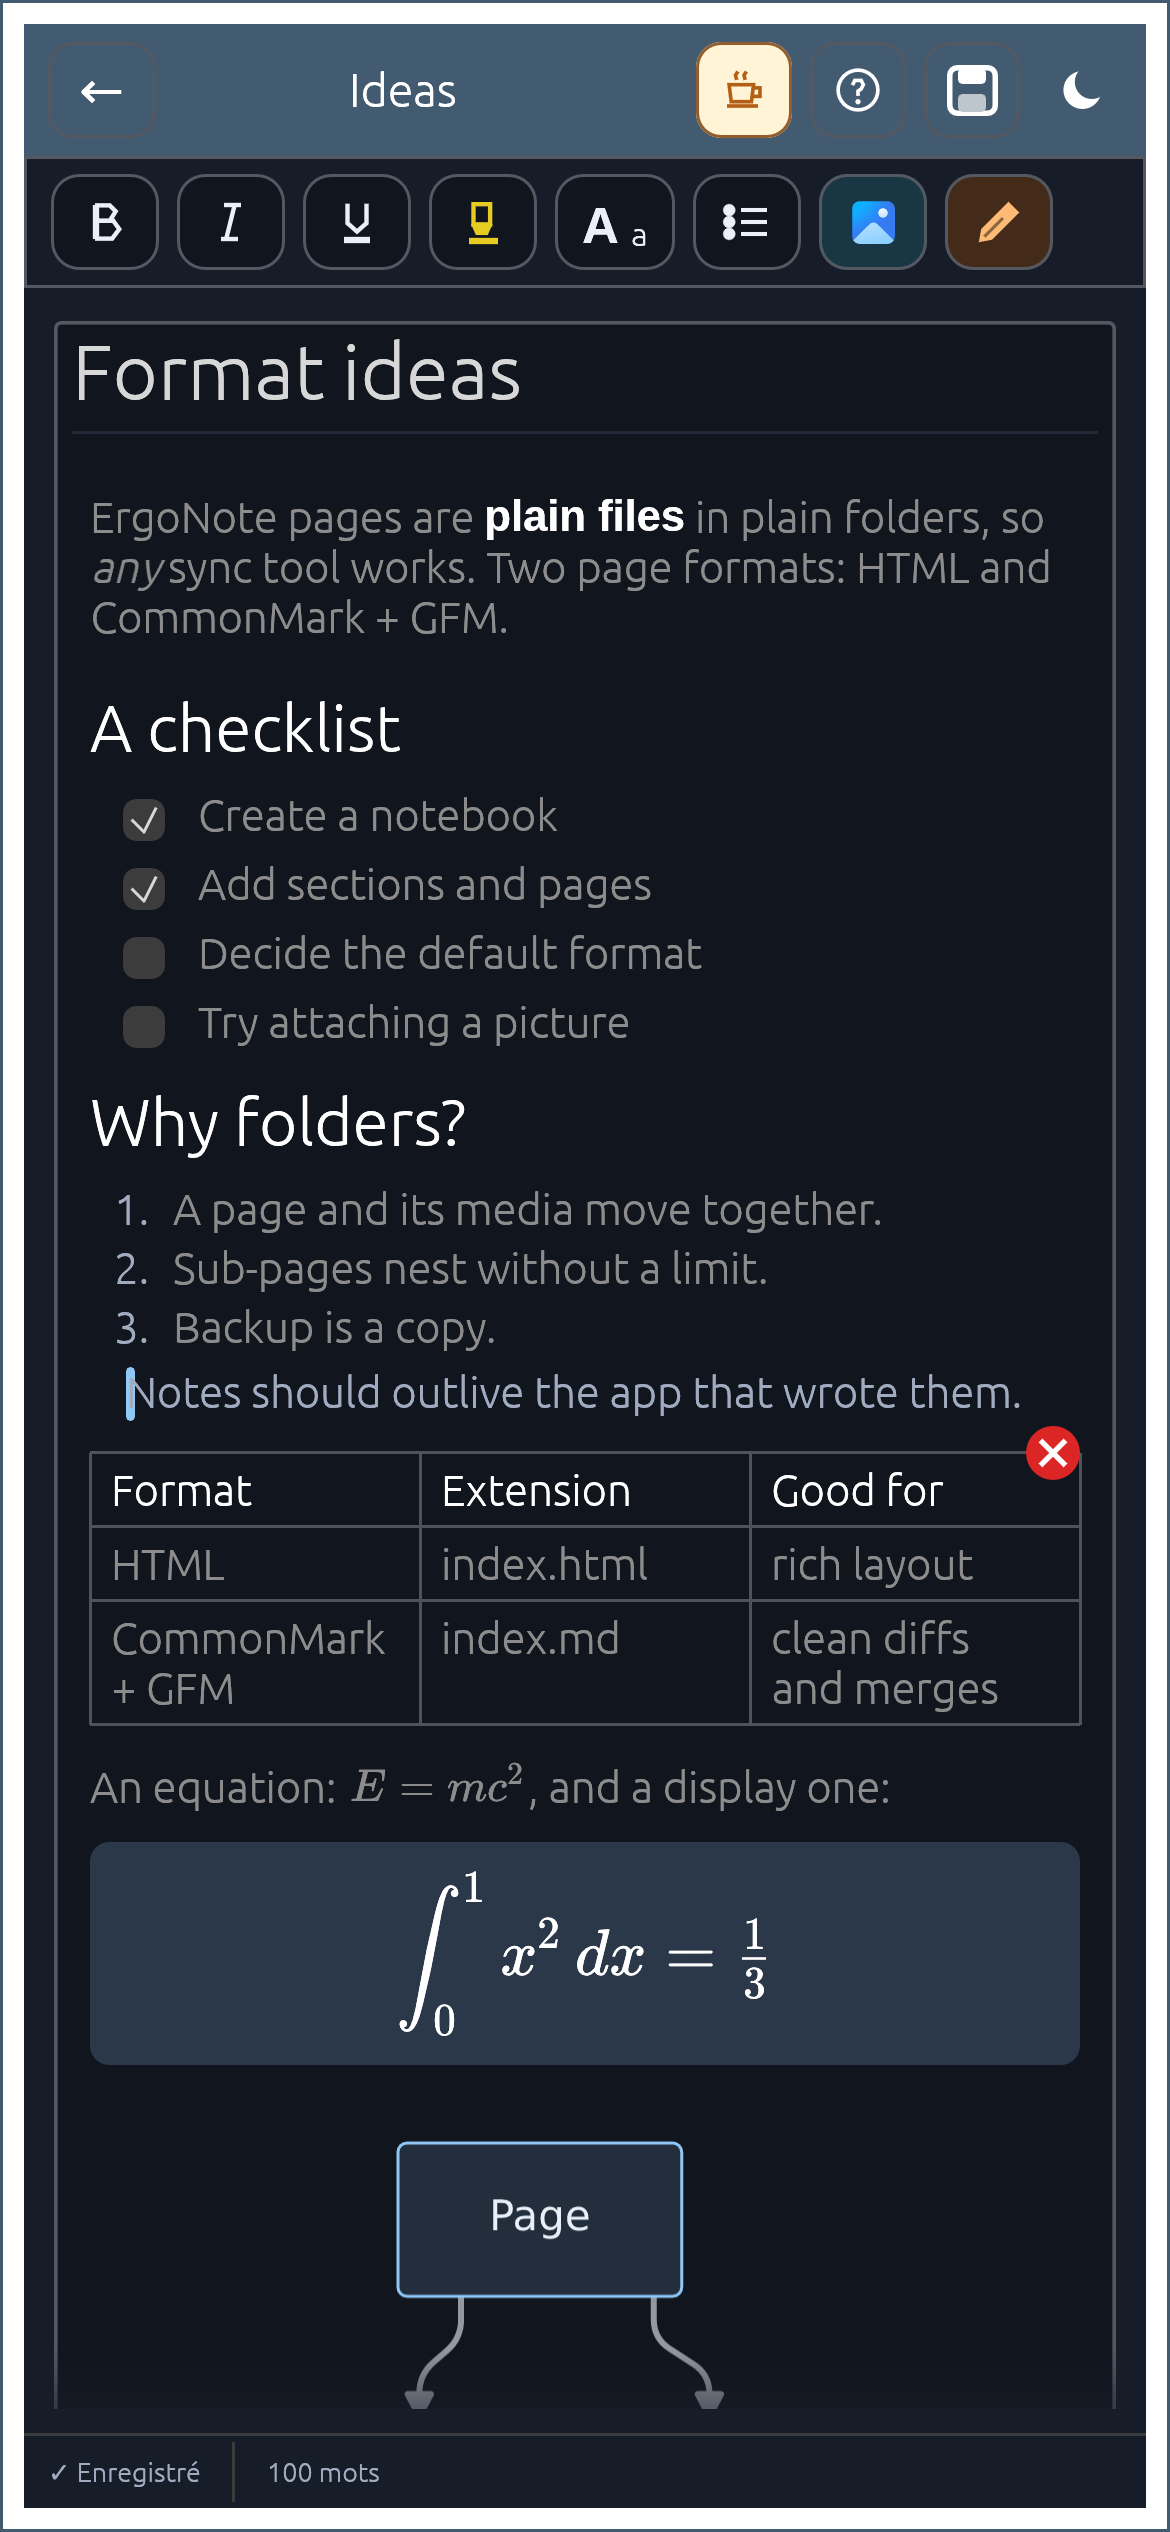 Ideas
B I U A a
Format ideas
ErgoNote pages are plain files in plain folders, so
any sync tool works. Two page formats: HTML and
CommonMark + GFM.
A checklist
Create a notebook
Add sections and pages
Decide the default format
Try attaching a picture
Why folders?
1. A page and its media move together.
2. Sub-pages nest without a limit.
3. Backup is a copy.
Notes should outlive the app that wrote them.
Format Extension Good for
HTML index.html rich layout
CommonMark index.md clean diffs
+ GFM and merges
An equation: E = mc², and a display one:
∫₀¹ x² dx = 1/3
Page
✓ Enregistré 100 mots